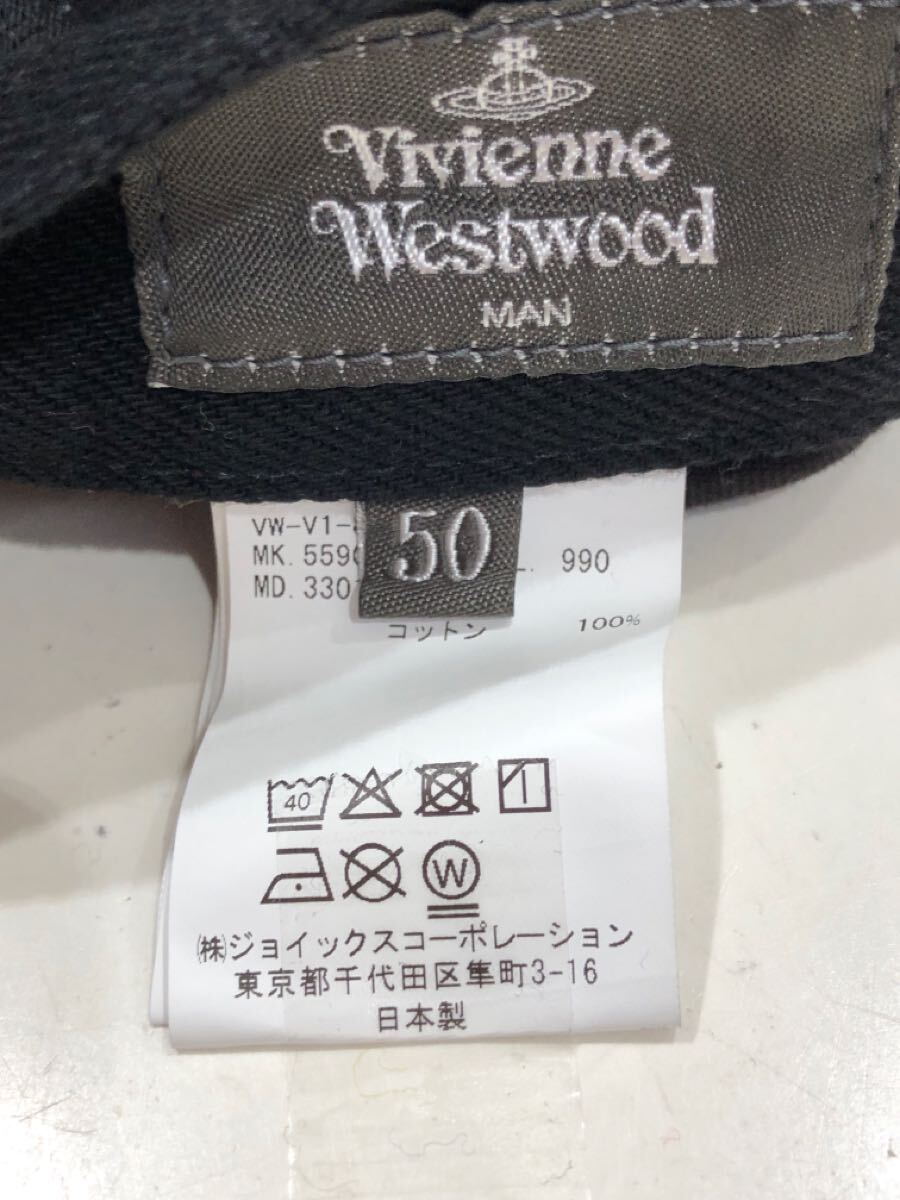 Vivienne
Westwood
MAN
50
VW-V1-
MK. 559
MD. 330
990
コットン 100%
40
W
㈱ジョイックスコーポレーション
東京都千代田区隼町3-16
日本製